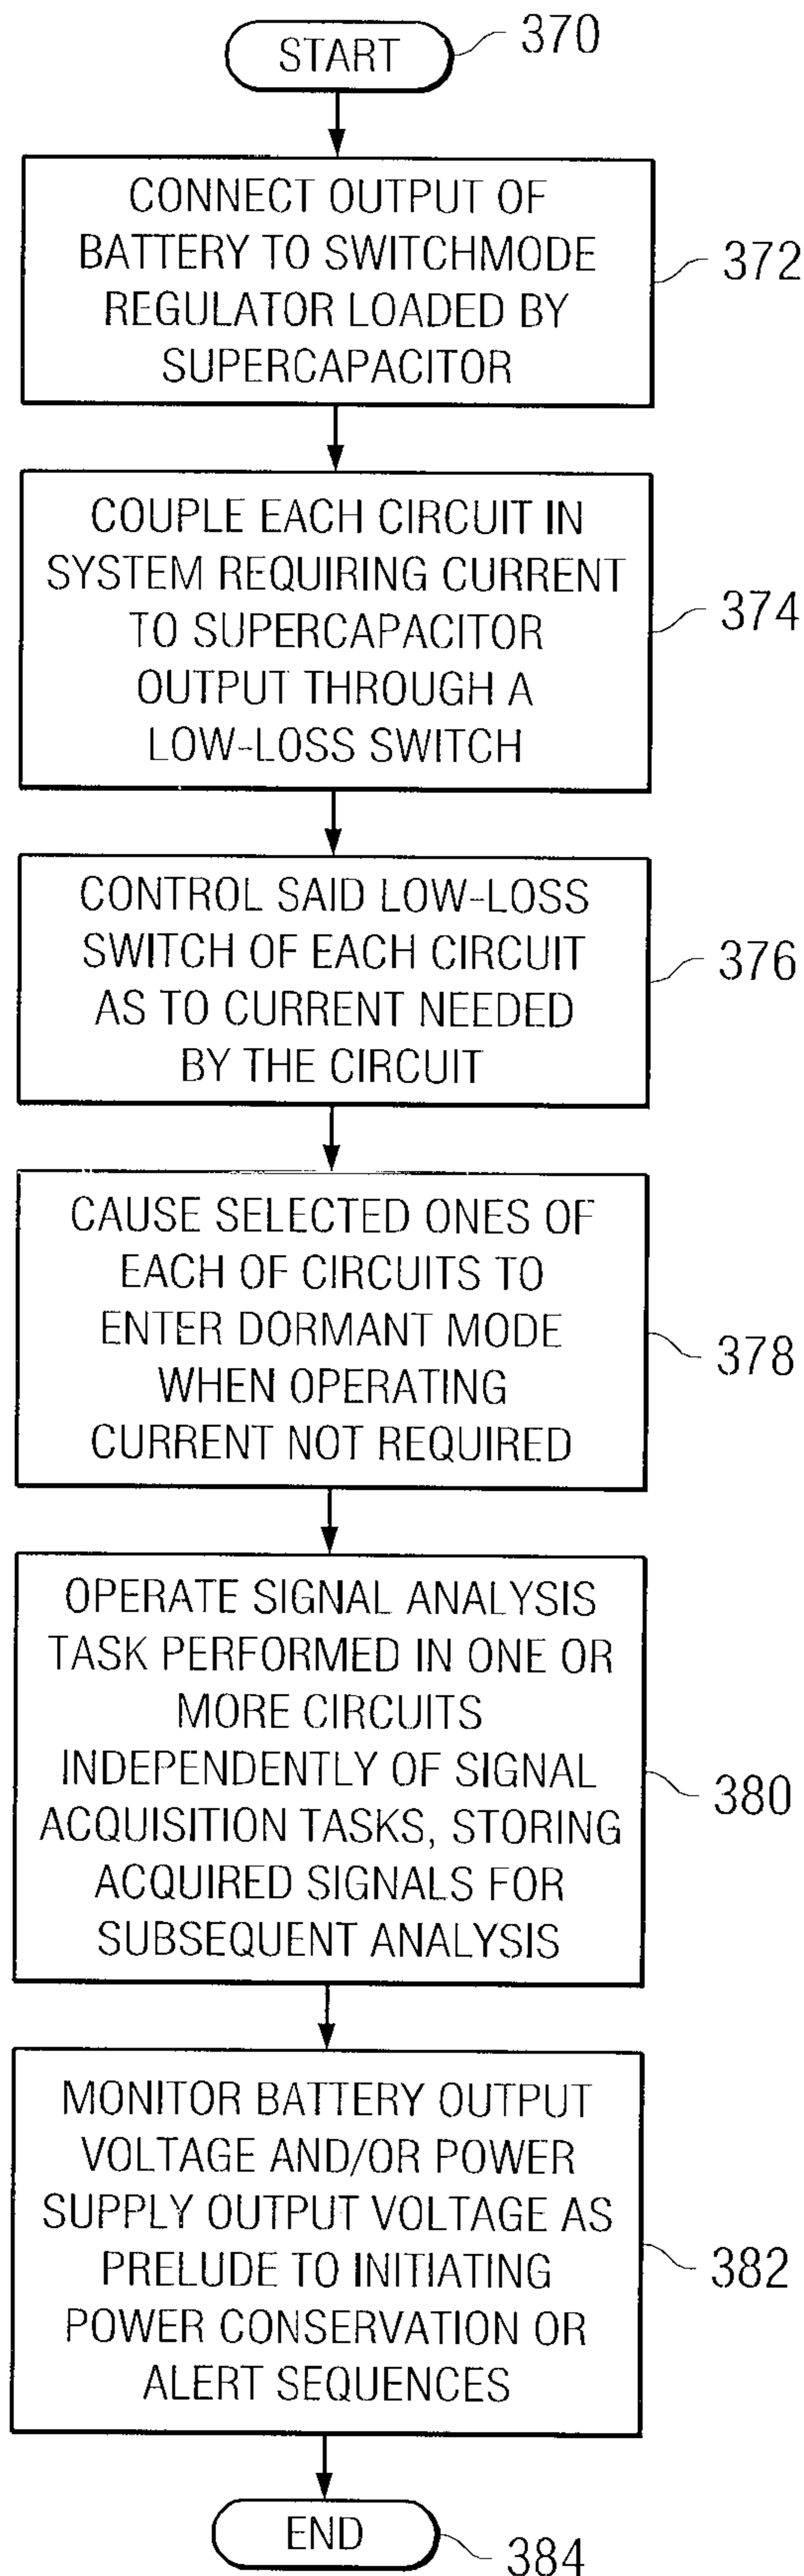 START
370
CONNECT OUTPUT OF
BATTERY TO SWITCHMODE
REGULATOR LOADED BY
SUPERCAPACITOR
372
COUPLE EACH CIRCUIT IN
SYSTEM REQUIRING CURRENT
TO SUPERCAPACITOR
OUTPUT THROUGH A
LOW-LOSS SWITCH
374
CONTROL SAID LOW-LOSS
SWITCH OF EACH CIRCUIT
AS TO CURRENT NEEDED
BY THE CIRCUIT
376
CAUSE SELECTED ONES OF
EACH OF CIRCUITS TO
ENTER DORMANT MODE
WHEN OPERATING
CURRENT NOT REQUIRED
378
OPERATE SIGNAL ANALYSIS
TASK PERFORMED IN ONE OR
MORE CIRCUITS
INDEPENDENTLY OF SIGNAL
ACQUISITION TASKS, STORING
ACQUIRED SIGNALS FOR
SUBSEQUENT ANALYSIS
380
MONITOR BATTERY OUTPUT
VOLTAGE AND/OR POWER
SUPPLY OUTPUT VOLTAGE AS
PRELUDE TO INITIATING
POWER CONSERVATION OR
ALERT SEQUENCES
382
END
384